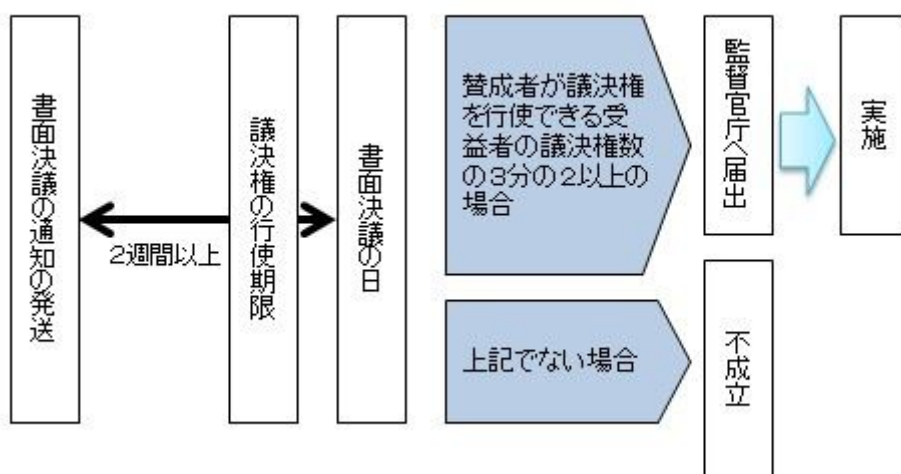 書面決議の通知の発送
2週間以上
議決権の行使期限
書面決議の日
賛成者が議決権
を行使できる受
益者の議決権数
の3分の2以上の
場合
監督官庁へ届出
実施
上記でない場合
不成立